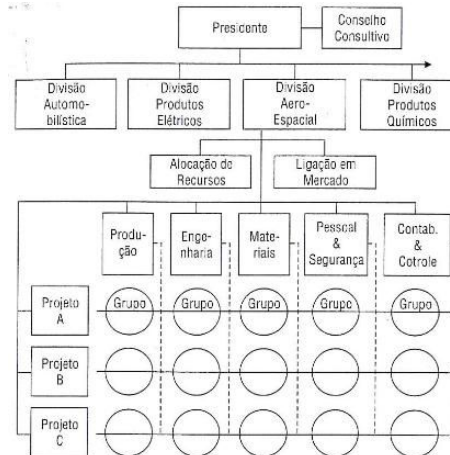 Presidente
Conselho
Consultivo
Divisão
Automo-
bilística
Divisão
Produtos
Elétricos
Divisão
Aero-
Espacial
Divisão
Produtos
Químicos
Alocação de
Recursos
Ligação em
Mercado
Produ-
ção
Enge-
nharia
Mate-
riais
Pessoal
&
Segurança
Contab.
&
Cotrole
Projeto
A
Grupo
Grupo
Grupo
Grupo
Grupo
Projeto
B
Projeto
C